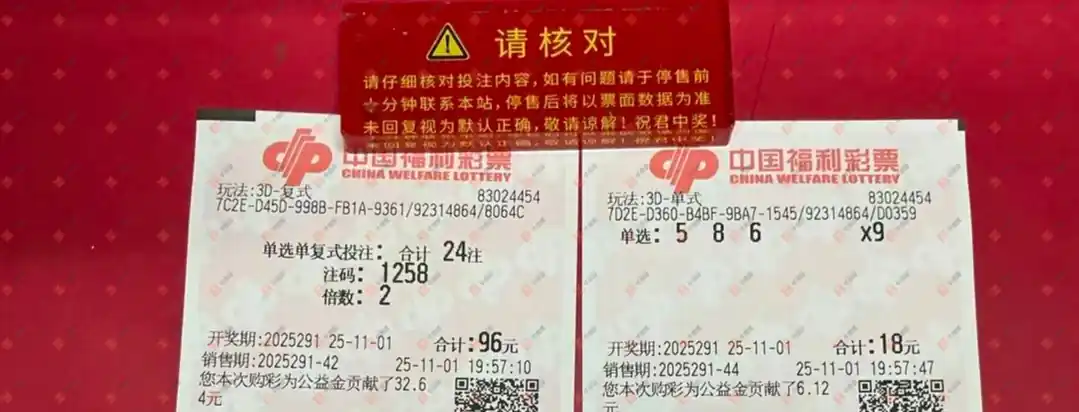 请核对
请仔细核对投注内容,如有问题请于停售前
十分钟联系本站,停售后将以票面数据为准
未回复视为默认正确,敬请谅解!祝君中奖!
中国福利彩票
CHINA WELFARE LOTTERY
玩法:3D-复式 83024454
7C2E-D45D-998B-FB1A-9361/92314864/8064C
单选单复式投注: 合计 24注
注码: 1258
倍数: 2
开奖期:2025291 25-11-01 合计:96元
销售期:2025291-42 25-11-01 19:57:10
您本次购彩为公益金贡献了32.6
4元
中国福利彩票
CHINA WELFARE LOTTERY
玩法:3D-单式 83024454
7D2E-D360-B4BF-9BA7-1545/92314864/D0359
单选: 5 8 6 x9
开奖期:2025291 25-11-01 合计:18元
销售期:2025291-44 25-11-01 19:57:47
您本次购彩为公益金贡献了6.12
元